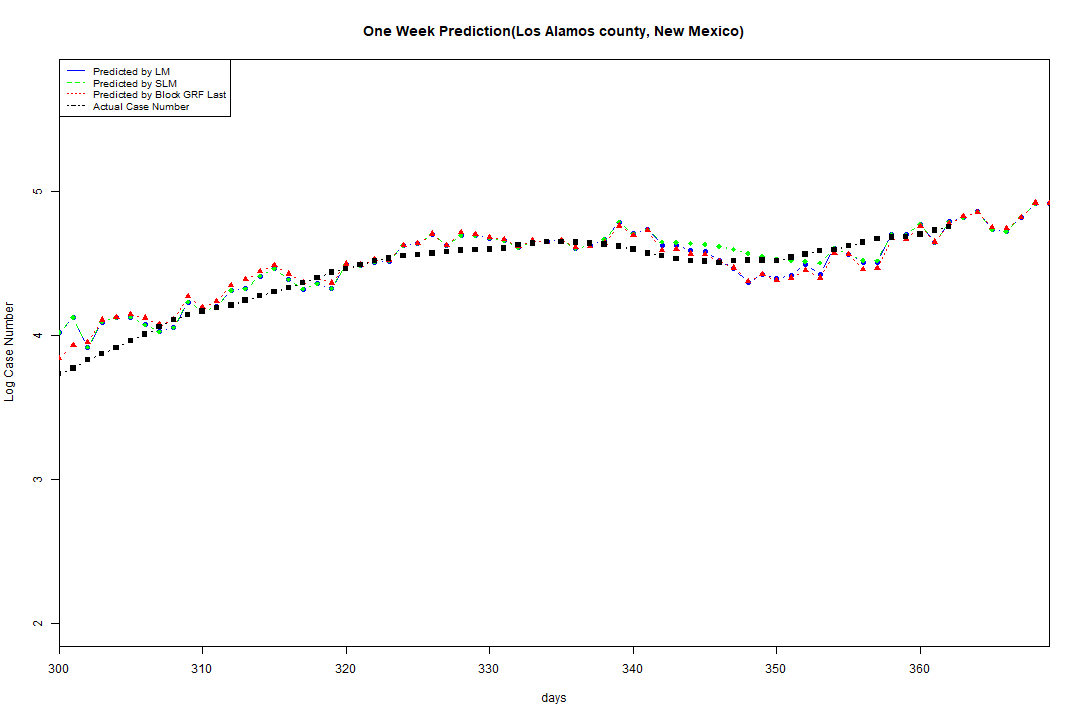 One Week Prediction(Los Alamos county, New Mexico)
Predicted by LM
Predicted by SLM
Predicted by Block GRF Last
Actual Case Number
5
4
3
2
Log Case Number
300 310 320 330 340 350 360
days